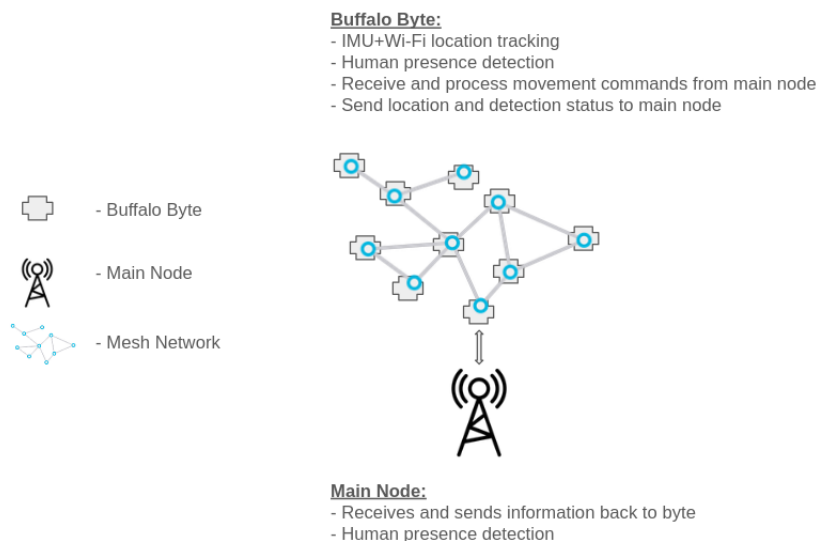 Buffalo Byte:
- IMU+Wi-Fi location tracking
- Human presence detection
- Receive and process movement commands from main node
- Send location and detection status to main node
- Buffalo Byte
- Main Node
- Mesh Network
Main Node:
- Receives and sends information back to byte
- Human presence detection